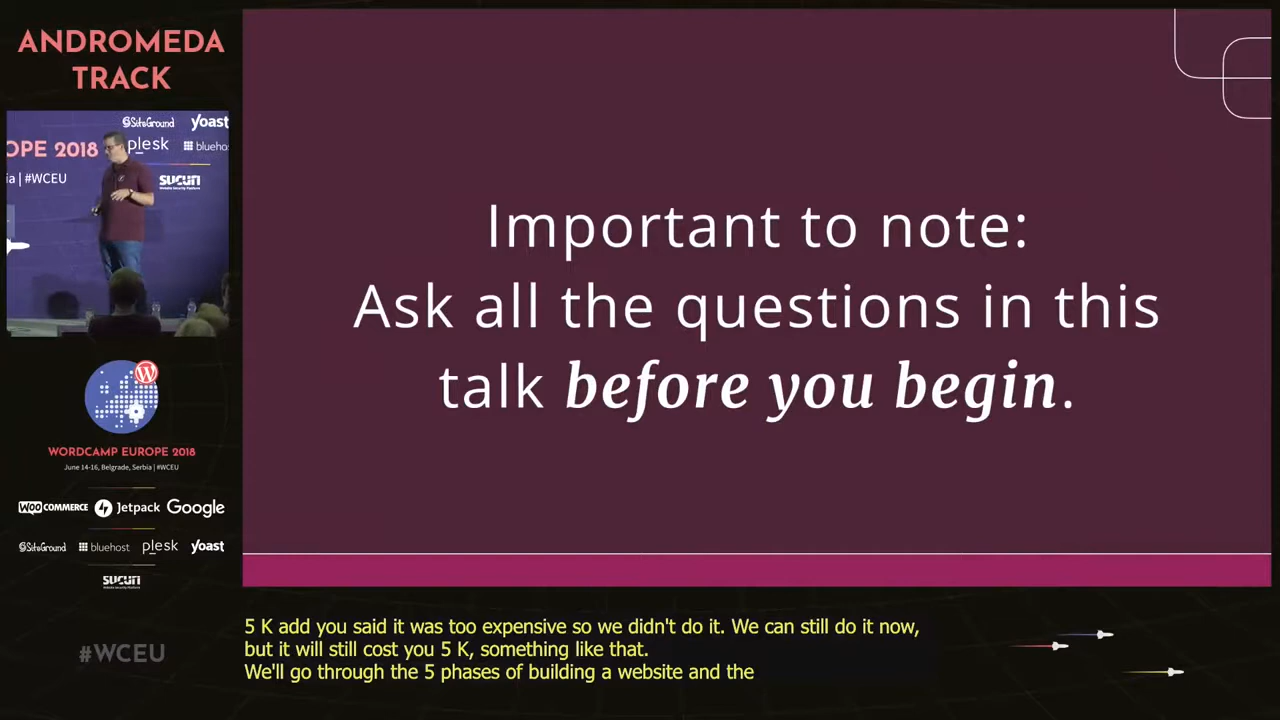 ANDROMEDA
TRACK
SiteGround
yoast
OPE 2018
plesk
blueho
ia | #WCEU
SUCURI
WORDCAMP EUROPE 2018
June 14-16, Belgrade, Serbia | #WCEU
WOO COMMERCE
Jetpack
Google
SiteGround
bluehost
plesk
yoast
SUCURI
#WCEU
Important to note:
Ask all the questions in this
talk before you begin.
5 K add you said it was too expensive so we didn't do it. We can still do it now,
but it will still cost you 5 K, something like that.
We'll go through the 5 phases of building a website and the